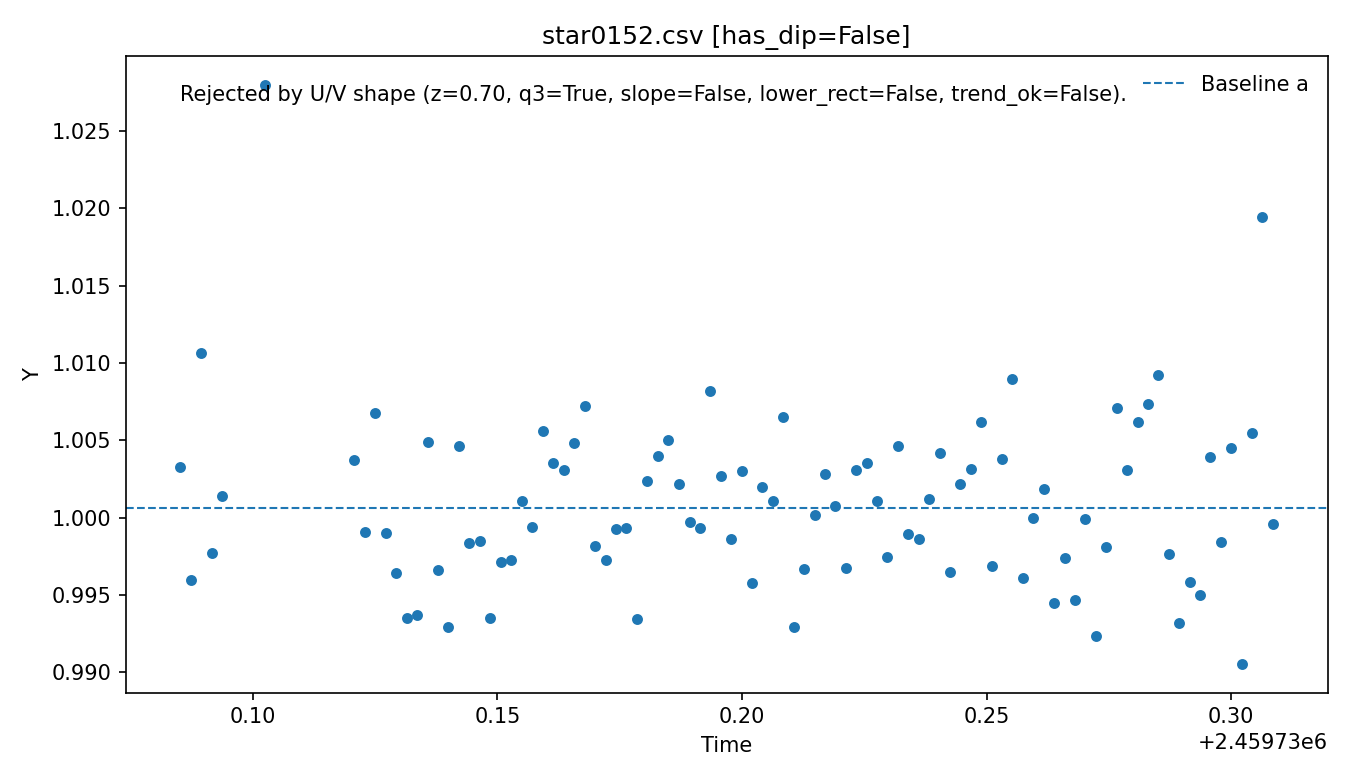 star0152.csv [has_dip=False]
Rejected by U/V shape (z=0.70, q3=True, slope=False, lower_rect=False, trend_ok=False).
Baseline a
1.025
1.020
1.015
1.010
1.005
1.000
0.995
0.990
Y
0.10
0.15
0.20
0.25
0.30
Time
+2.45973e6